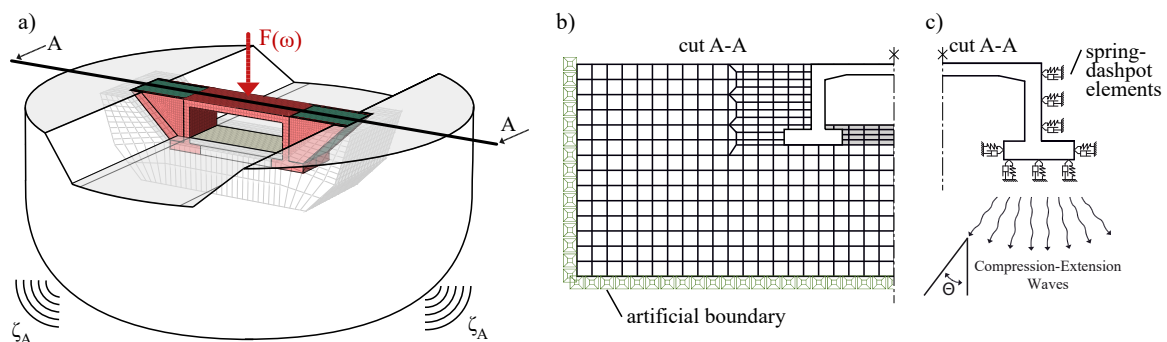 a)
A
F(ω)
A
ζA
ζA
b)
cut A-A
artificial boundary
c)
cut A-A
spring-
dashpot
elements
Compression-Extension
Waves
Θ